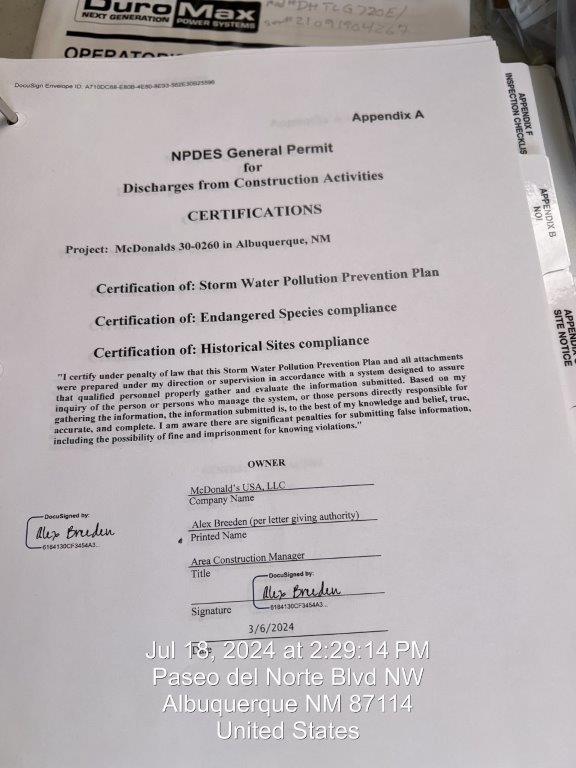 DuroMax
NEXT GENERATION POWER SYSTEMS
DocuSign Envelope ID:
Appendix A
APPENDIX F
INSPECTION CHECKLIS
APPENDIX B
NOI
SITE NOTICE
NPDES General Permit
for
Discharges from Construction Activities
CERTIFICATIONS
Project: McDonalds 30-0260 in Albuquerque, NM
Certification of: Storm Water Pollution Prevention Plan
Certification of: Endangered Species compliance
Certification of: Historical Sites compliance
"I certify under penalty of law that this Storm Water Pollution Prevention Plan and all attachments
were prepared under my direction or supervision in accordance with a system designed to assure
that qualified personnel properly gather and evaluate the information submitted. Based on my
inquiry of the person or persons who manage the system, or those persons directly responsible for
gathering the information, the information submitted is, to the best of my knowledge and belief, true,
accurate, and complete. I am aware there are significant penalties for submitting false information,
including the possibility of fine and imprisonment for knowing violations."
OWNER
McDonald's USA, LLC
Company Name
Alex Breeden (per letter giving authority)
Printed Name
Area Construction Manager
Title
DocuSigned by:
Alex Breeden
6184130CF3454A3...
DocuSigned by:
Alex Breeden
6184130CF3454A3...
Signature
3/6/2024
Date
Jul 18, 2024 at 2:29:14 PM
Paseo del Norte Blvd NW
Albuquerque NM 87114
United States